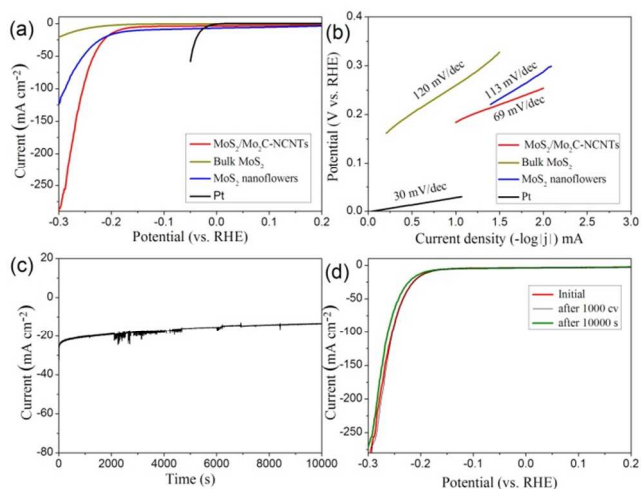 (a)
0
-50
-100
-150
-200
-250
Current (mA cm-2)
-0.3 -0.2 -0.1 0.0 0.1 0.2
Potential (vs. RHE)
MoS2/Mo2C-NCNTs
Bulk MoS2
MoS2 nanoflowers
Pt
(b)
0.4
0.3
0.2
0.1
0.0
Potential (V vs. RHE)
120 mV/dec
113 mV/dec
69 mV/dec
30 mV/dec
MoS2/Mo2C-NCNTs
Bulk MoS2
MoS2 nanoflowers
Pt
0.0 0.5 1.0 1.5 2.0 2.5 3.0
Current density (-log|j|) mA
(c)
20
0
-20
-40
-60
-80
Current (mA cm-2)
0 2000 4000 6000 8000 10000
Time (s)
(d)
0
-50
-100
-150
-200
-250
Current (mA cm-2)
Initial
after 1000 cv
after 10000 s
-0.3 -0.2 -0.1 0.0 0.1 0.2
Potential (vs. RHE)